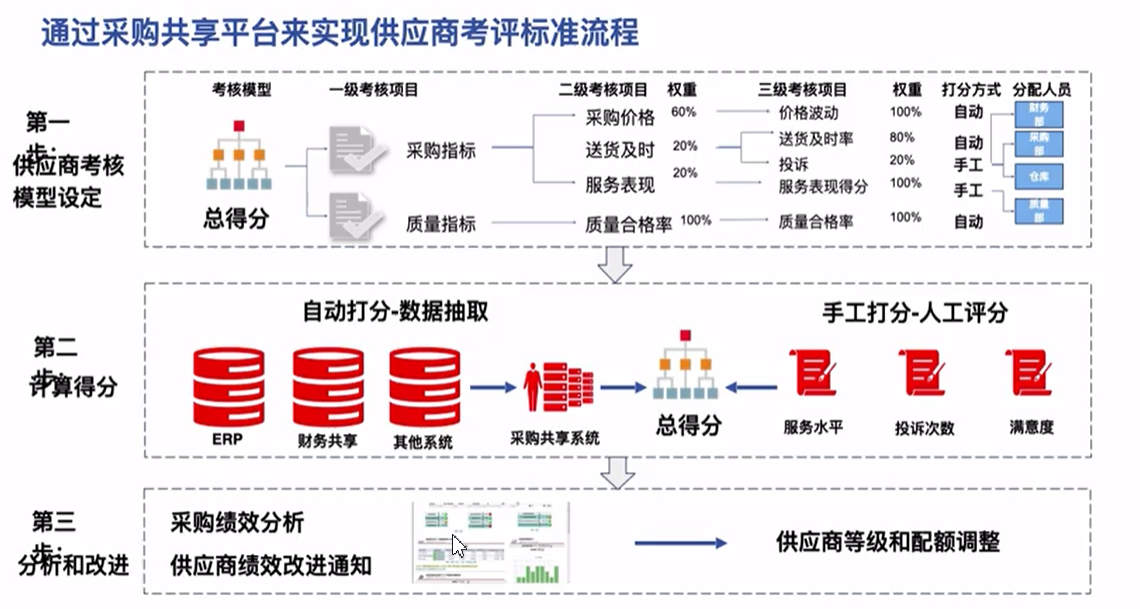 通过采购共享平台来实现供应商考评标准流程
第一步：
供应商考核
模型设定
考核模型
一级考核项目
二级考核项目
权重
三级考核项目
权重
打分方式
分配人员
总得分
采购指标
采购价格
60%
价格波动
100%
自动
财务部
送货及时
20%
送货及时率
80%
自动
采购部
投诉
20%
手工
服务表现
20%
服务表现得分
100%
手工
仓库
质量指标
质量合格率
100%
质量合格率
100%
自动
质量部
第二步：
计算得分
自动打分-数据抽取
手工打分-人工评分
ERP
财务共享
其他系统
采购共享系统
总得分
服务水平
投诉次数
满意度
第三步：
分析和改进
采购绩效分析
供应商绩效改进通知
供应商等级和配额调整